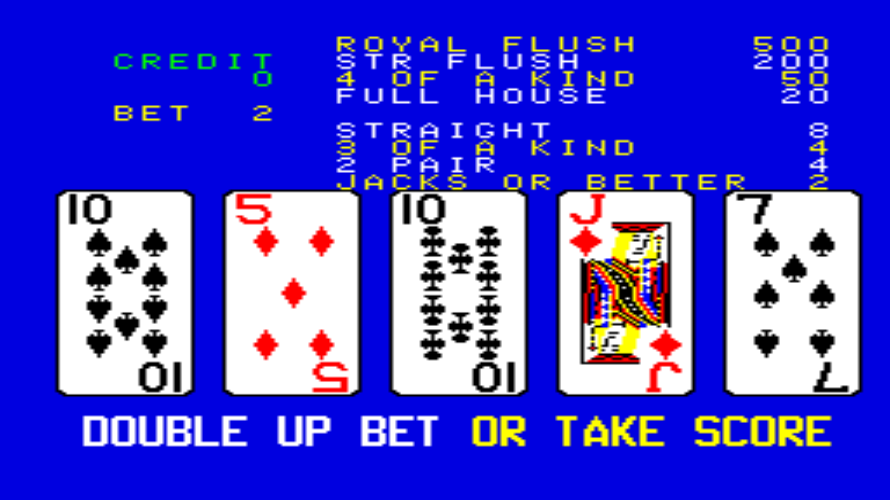 CREDIT
0
BET 2
ROYAL FLUSH 500
STR FLUSH 200
4 OF A KIND 50
FULL HOUSE 20
STRAIGHT 8
3 OF A KIND 4
2 PAIR 4
JACKS OR BETTER 2
10 5 10 J 7
10 5 10 J 7
DOUBLE UP BET OR TAKE SCORE